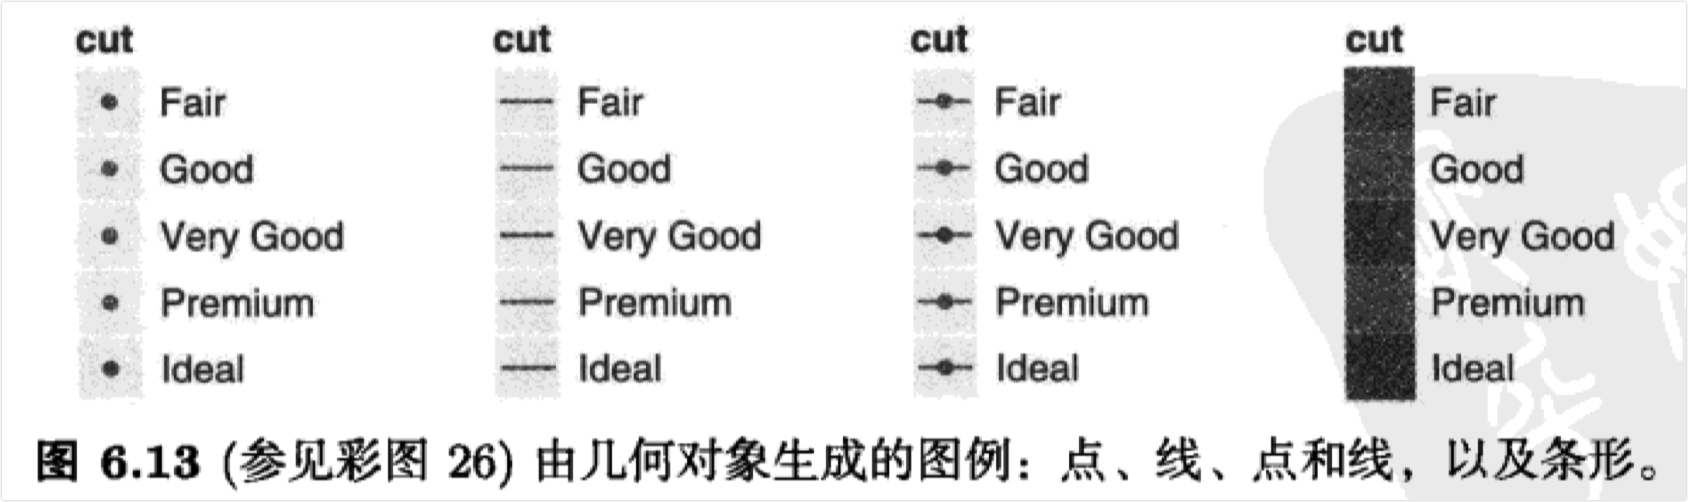 cut cut cut cut
Fair Fair Fair Fair
Good Good Good Good
Very Good Very Good Very Good Very Good
Premium Premium Premium Premium
Ideal Ideal Ideal Ideal
图 6.13 (参见彩图 26) 由几何对象生成的图例：点、线、点和线，以及条形。